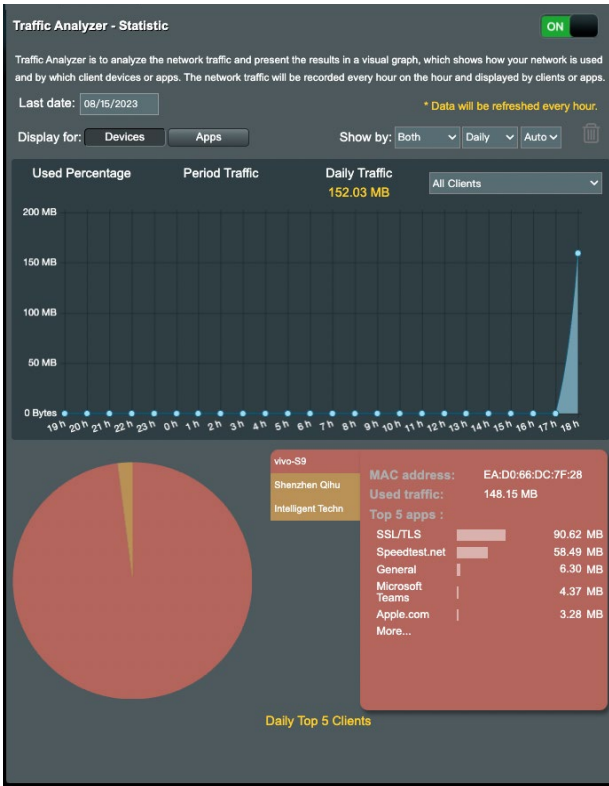 Traffic Analyzer - Statistic
ON
Traffic Analyzer is to analyze the network traffic and present the results in a visual graph, which shows how your network is used
and by which client devices or apps. The network traffic will be recorded every hour on the hour and displayed by clients or apps.
Last date: 08/15/2023
* Data will be refreshed every hour.
Display for: Devices Apps Show by: Both Daily Auto
Used Percentage Period Traffic Daily Traffic All Clients
152.03 MB
200 MB
150 MB
100 MB
50 MB
0 Bytes
19 h 20 h 21 h 22 h 23 h 0 h 1 h 2 h 3 h 4 h 5 h 6 h 7 h 8 h 9 h 10 h 11 h 12 h 13 h 14 h 15 h 16 h 17 h 18 h
vivo-S9
Shenzhen Qihu
Intelligent Techn
MAC address: EA:D0:66:DC:7F:28
Used traffic: 148.15 MB
Top 5 apps :
SSL/TLS 90.62 MB
Speedtest.net 58.49 MB
General 6.30 MB
Microsoft
Teams 4.37 MB
Apple.com 3.28 MB
More...
Daily Top 5 Clients